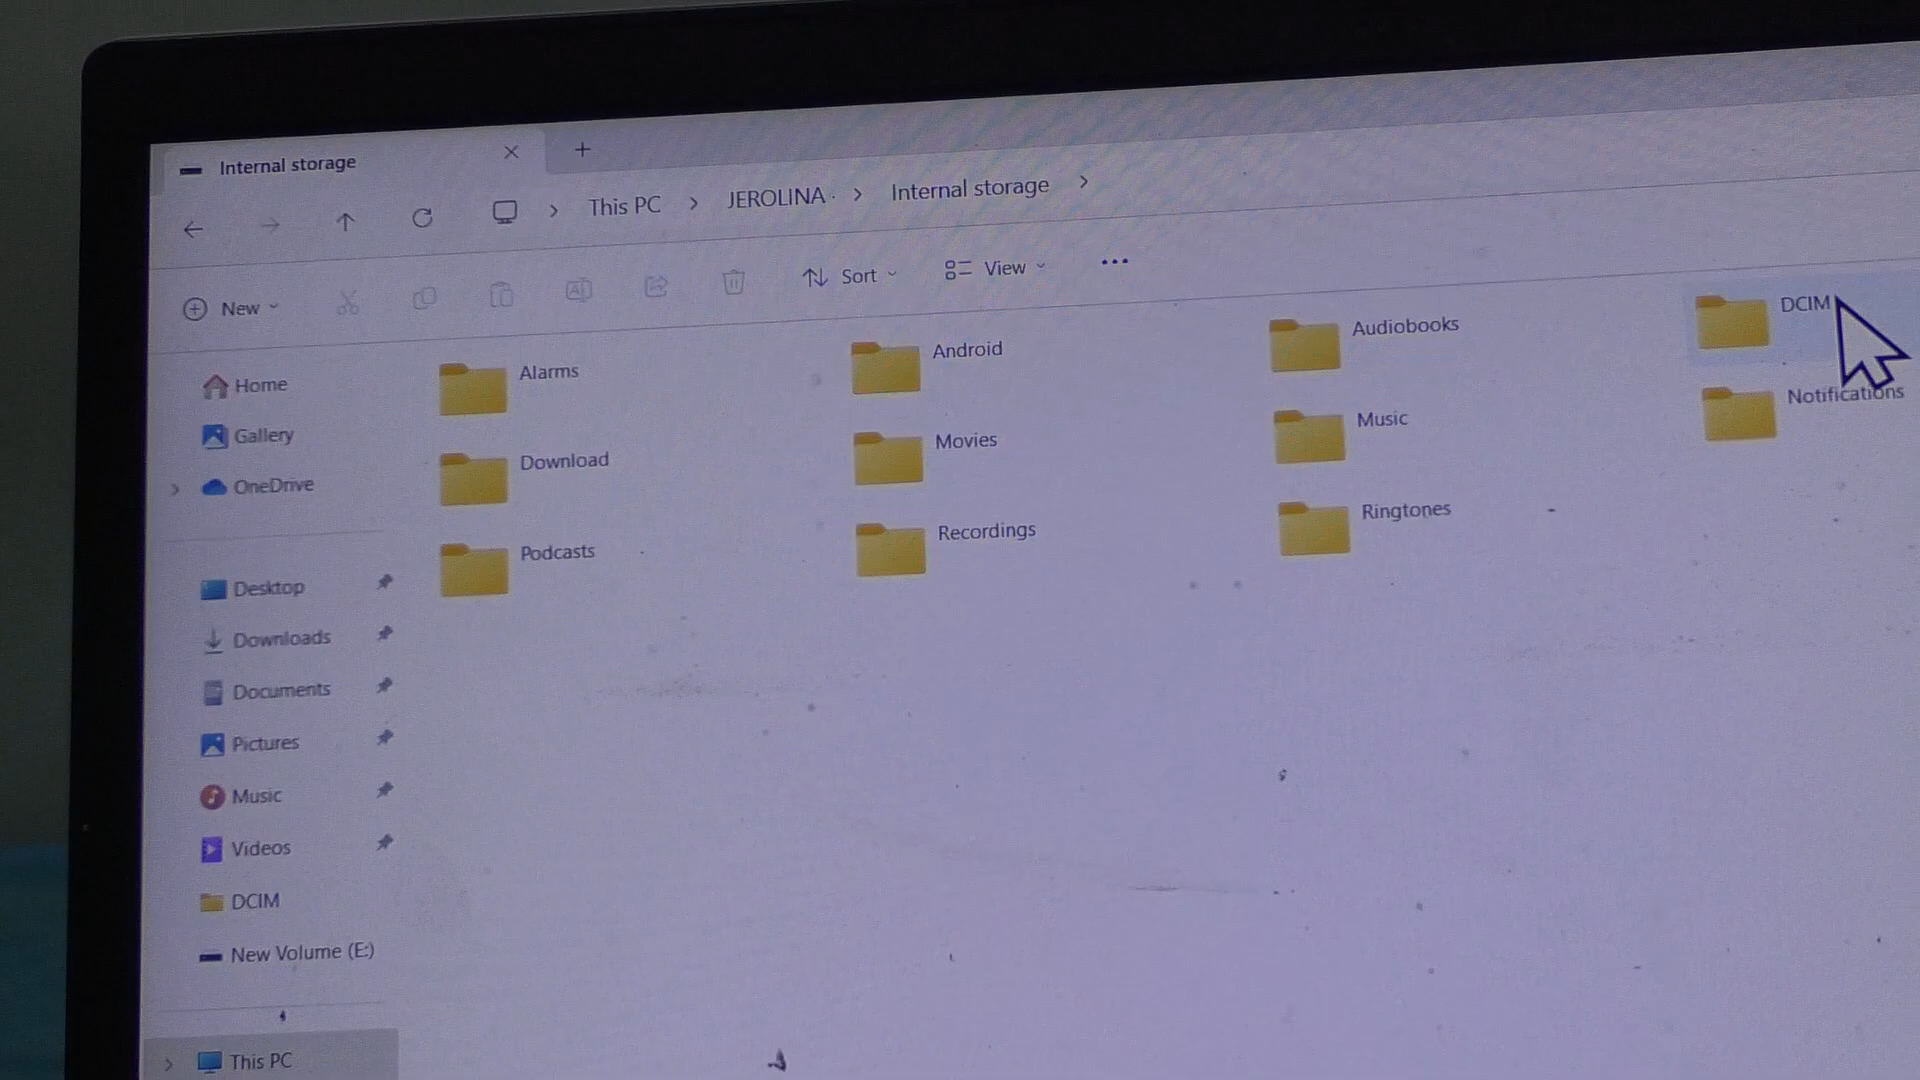 Internal storage
This PC > JEROLINA > Internal storage >
New Sort View •••
Home
Gallery
OneDrive
Desktop
Downloads
Documents
Pictures
Music
Videos
DCIM
New Volume (E:)
This PC
Alarms Android Audiobooks DCIM
Download Movies Music Notifications
Podcasts Recordings Ringtones